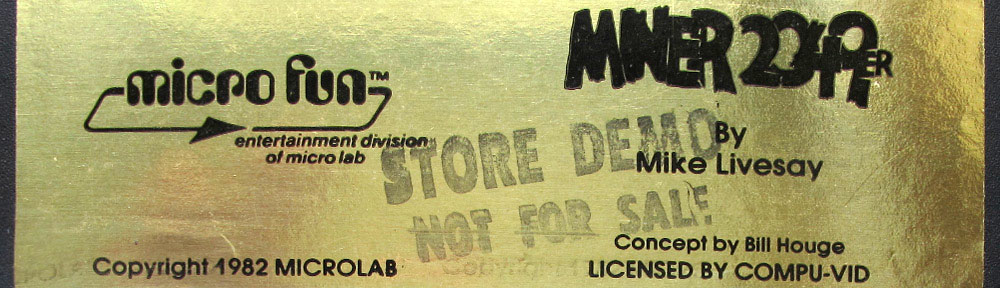 micro fun™
entertainment division
of micro lab
MINER 2049ER
By
Mike Livesay
STORE DEMO
NOT FOR SALE
Concept by Bill Houge
Copyright 1982 MICROLAB
LICENSED BY COMPU-VID